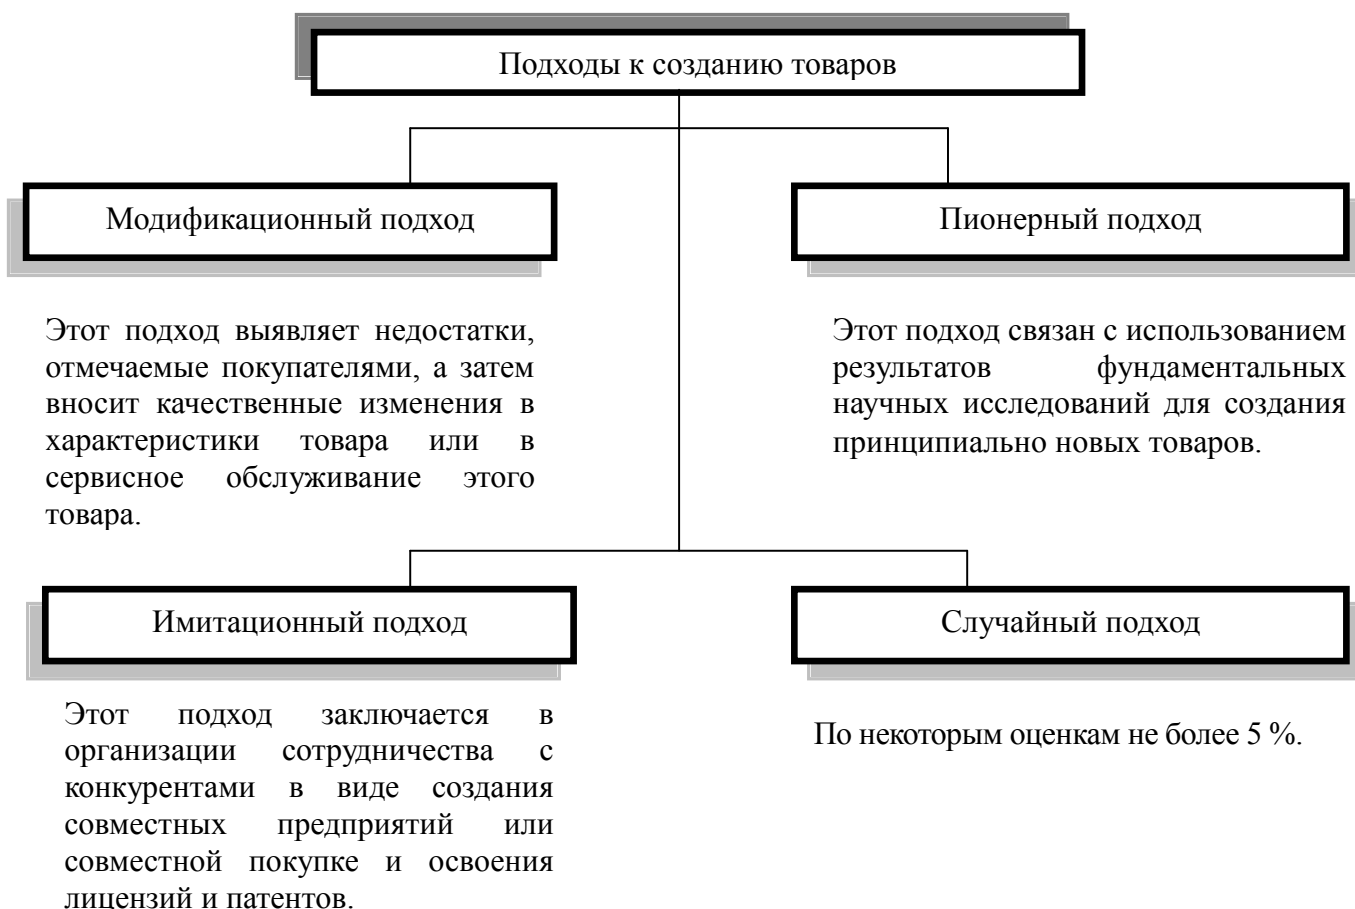 Подходы к созданию товаров
Модификационный подход
Этот подход выявляет недостатки,
отмечаемые покупателями, а затем
вносит качественные изменения в
характеристики товара или в
сервисное обслуживание этого
товара.
Пионерный подход
Этот подход связан с использованием
результатов фундаментальных
научных исследований для создания
принципиально новых товаров.
Имитационный подход
Этот подход заключается в
организации сотрудничества с
конкурентами в виде создания
совместных предприятий или
совместной покупке и освоения
лицензий и патентов.
Случайный подход
По некоторым оценкам не более 5 %.